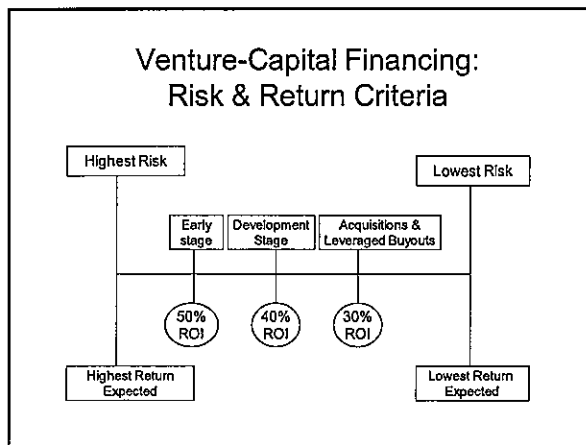 Venture-Capital Financing:
Risk & Return Criteria
Highest Risk
Lowest Risk
Early
stage
Development
Stage
Acquisitions &
Leveraged Buyouts
50%
ROI
40%
ROI
30%
ROI
Highest Return
Expected
Lowest Return
Expected